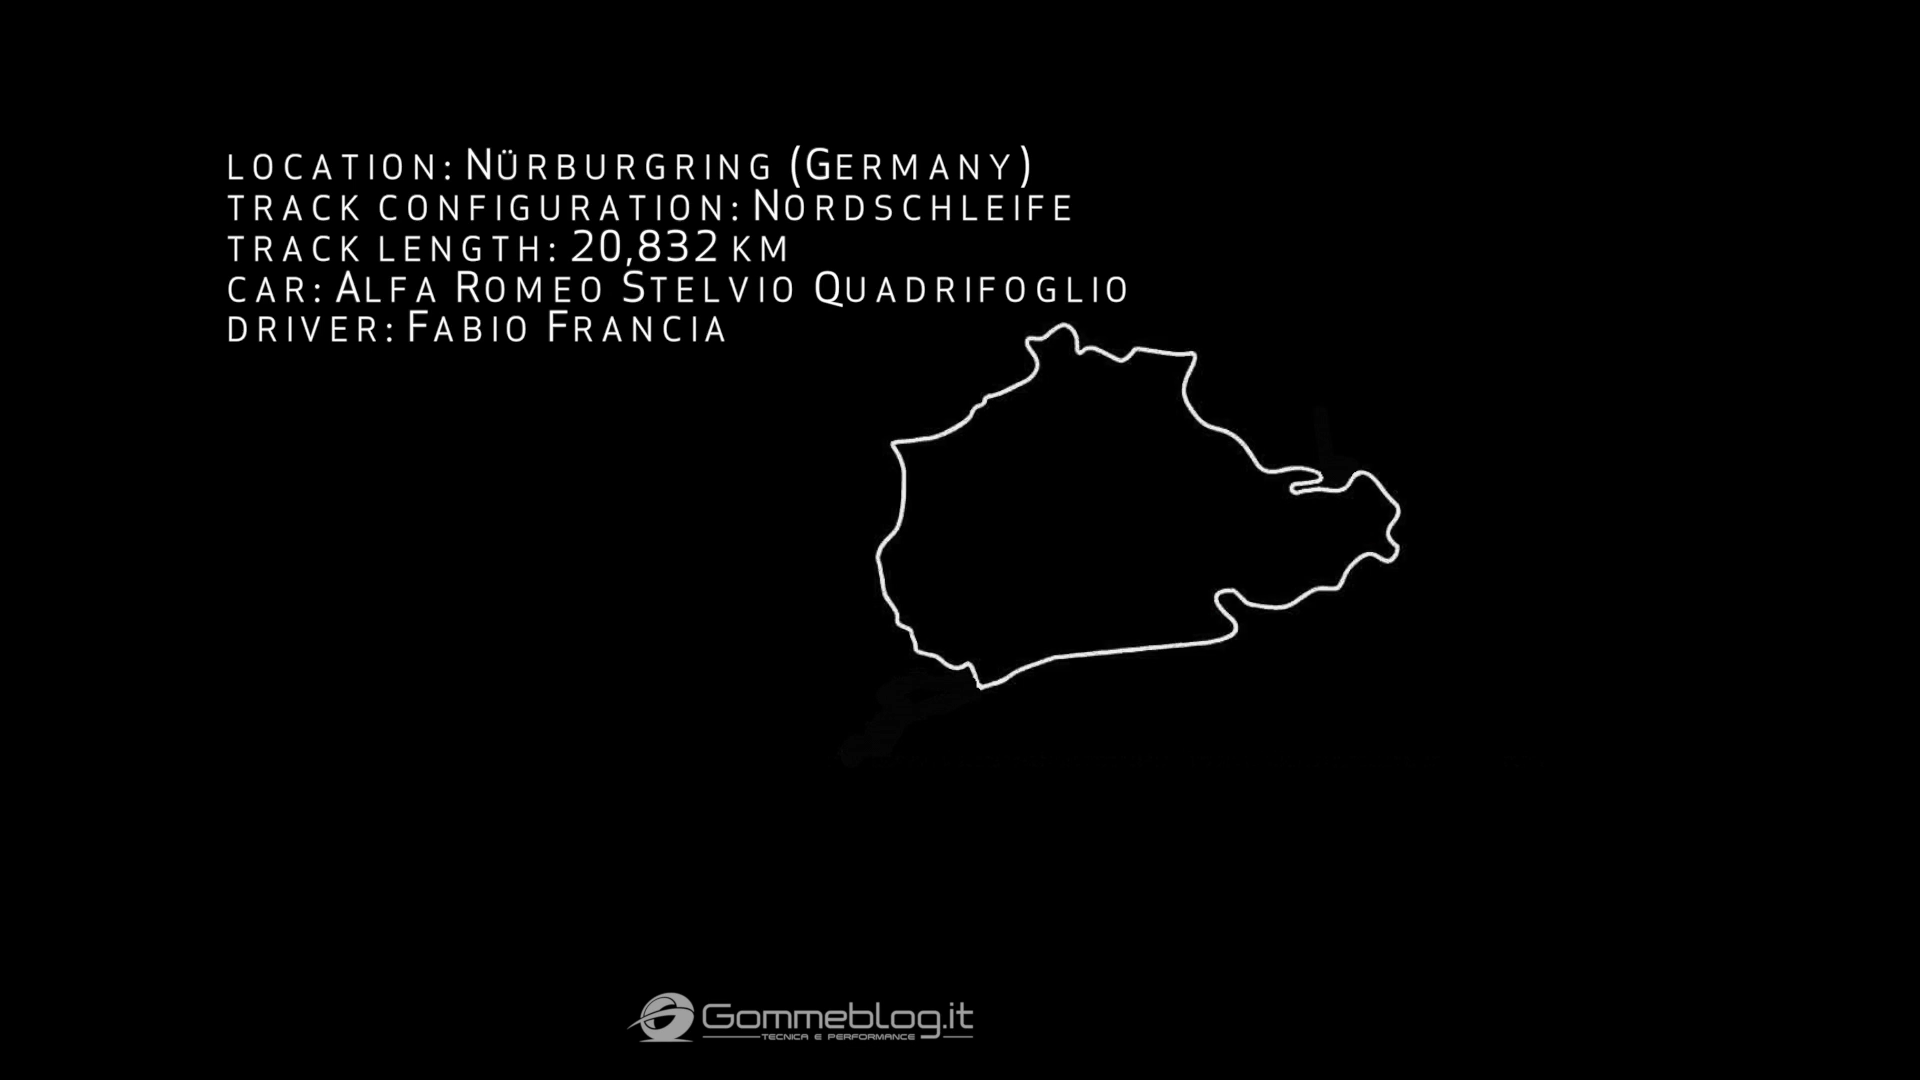 LOCATION: NÜRBURGRING (GERMANY)
TRACK CONFIGURATION: NORDSCHLEIFE
TRACK LENGTH: 20,832 KM
CAR: ALFA ROMEO STELVIO QUADRIFOGLIO
DRIVER: FABIO FRANCIA
Gommeblog.it
TECNICA E PERFORMANCE